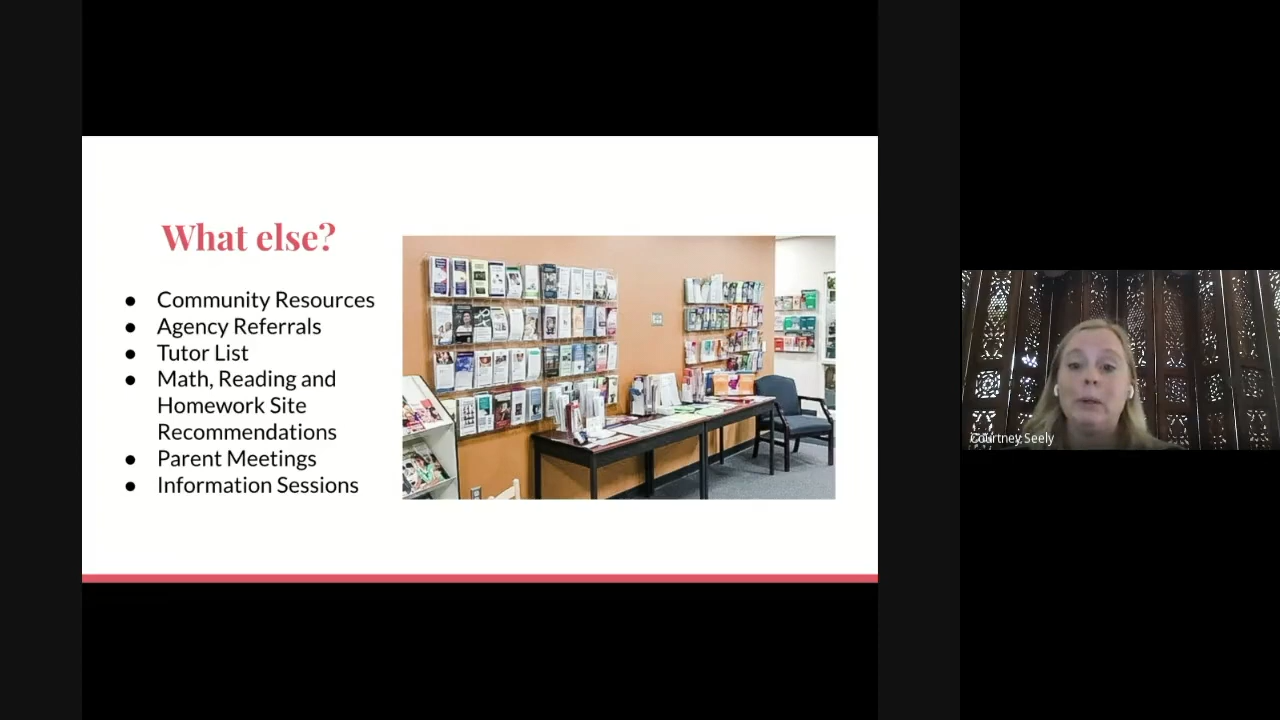 What else?
● Community Resources
● Agency Referrals
● Tutor List
● Math, Reading and
Homework Site
Recommendations
● Parent Meetings
● Information Sessions
Courtney Seely